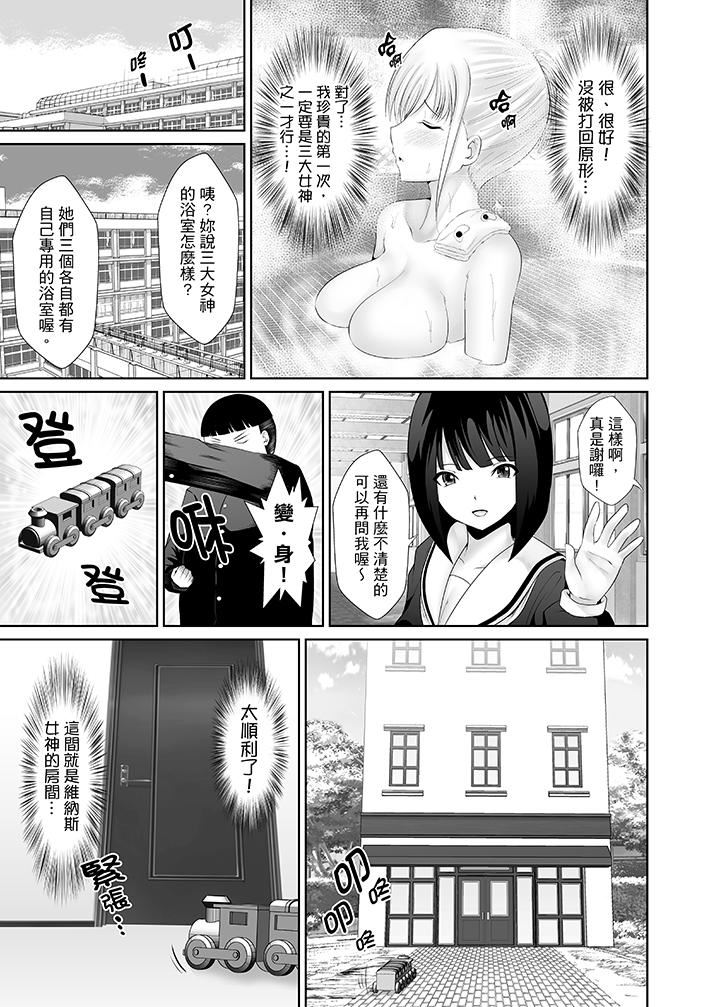 很、很好！
沒被打回原形…
哈啊
哈啊
對了…
我珍貴的第一次，
一定要是三大女神
之一才行…！
叮—
咚—
咦？妳說三大女神
的浴室怎麼樣？
她們三個各自都有
自己專用的浴室喔。
這樣啊，
真是謝囉！
還有什麼不清楚的
可以再問我喔～
變·身！
咻
登
登
叩咚
叩咚
太順利了！
這間就是維納斯
女神的房間…
緊張…